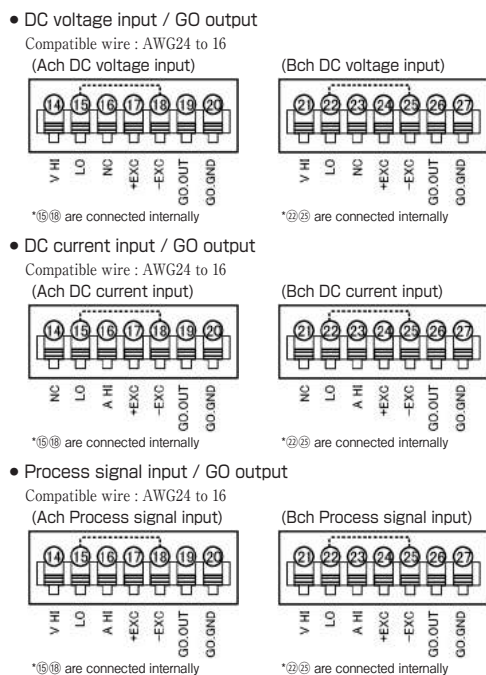 • DC voltage input / GO output
Compatible wire : AWG24 to 16
(Ach DC voltage input)
⑭ ⑮ ⑯ ⑰ ⑱ ⑲ ⑳
V HI LO NC +EXC −EXC GO.OUT GO.GND
*⑮⑱ are connected internally
(Bch DC voltage input)
㉑ ㉒ ㉓ ㉔ ㉕ ㉖ ㉗
V HI LO NC +EXC −EXC GO.OUT GO.GND
*㉒㉕ are connected internally
• DC current input / GO output
Compatible wire : AWG24 to 16
(Ach DC current input)
⑭ ⑮ ⑯ ⑰ ⑱ ⑲ ⑳
NC LO A HI +EXC −EXC GO.OUT GO.GND
*⑮⑱ are connected internally
(Bch DC current input)
㉑ ㉒ ㉓ ㉔ ㉕ ㉖ ㉗
NC LO A HI +EXC −EXC GO.OUT GO.GND
*㉒㉕ are connected internally
• Process signal input / GO output
Compatible wire : AWG24 to 16
(Ach Process signal input)
⑭ ⑮ ⑯ ⑰ ⑱ ⑲ ⑳
V HI LO A HI +EXC −EXC GO.OUT GO.GND
*⑮⑱ are connected internally
(Bch Process signal input)
㉑ ㉒ ㉓ ㉔ ㉕ ㉖ ㉗
V HI LO A HI +EXC −EXC GO.OUT GO.GND
*㉒㉕ are connected internally